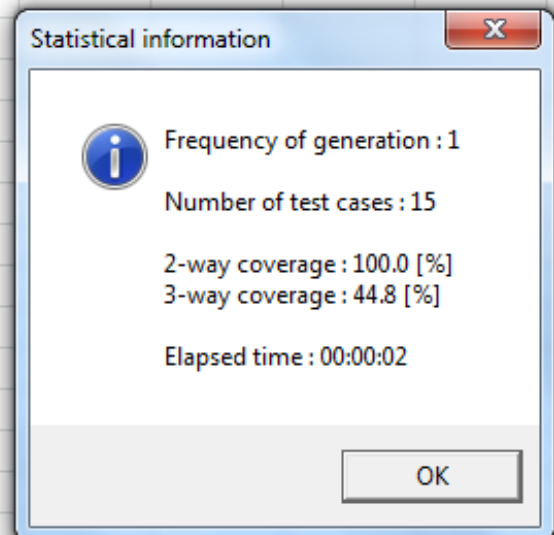 Statistical information
Frequency of generation : 1
Number of test cases : 15
2-way coverage : 100.0 [%]
3-way coverage : 44.8 [%]
Elapsed time : 00:00:02
OK